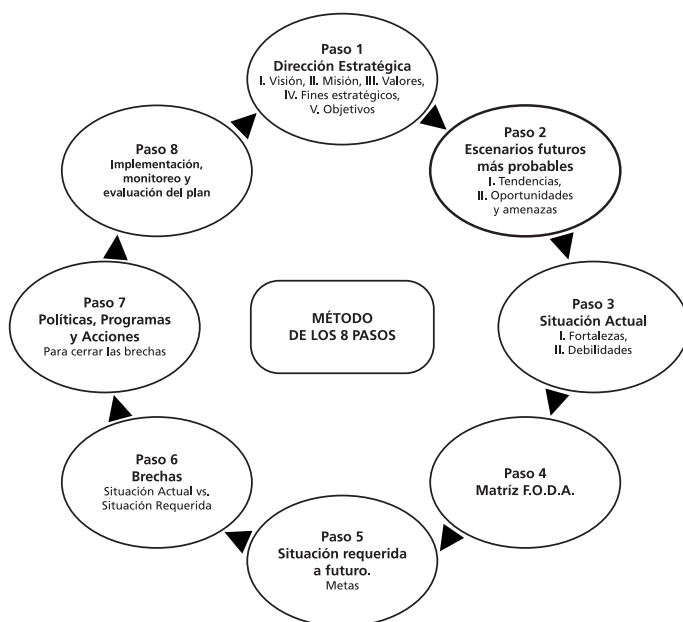 Paso 1
Dirección Estratégica
I. Visión, II. Misión, III. Valores,
IV. Fines estratégicos,
V. Objetivos
Paso 2
Escenarios futuros
más probables
I. Tendencias,
II. Oportunidades
y amenazas
Paso 3
Situación Actual
I. Fortalezas,
II. Debilidades
Paso 4
Matríz F.O.D.A.
Paso 5
Situación requerida
a futuro.
Metas
Paso 6
Brechas
Situación Actual vs.
Situación Requerida
Paso 7
Políticas, Programas
y Acciones
Para cerrar las brechas
Paso 8
Implementación,
monitoreo y
evaluación del plan
MÉTODO
DE LOS 8 PASOS